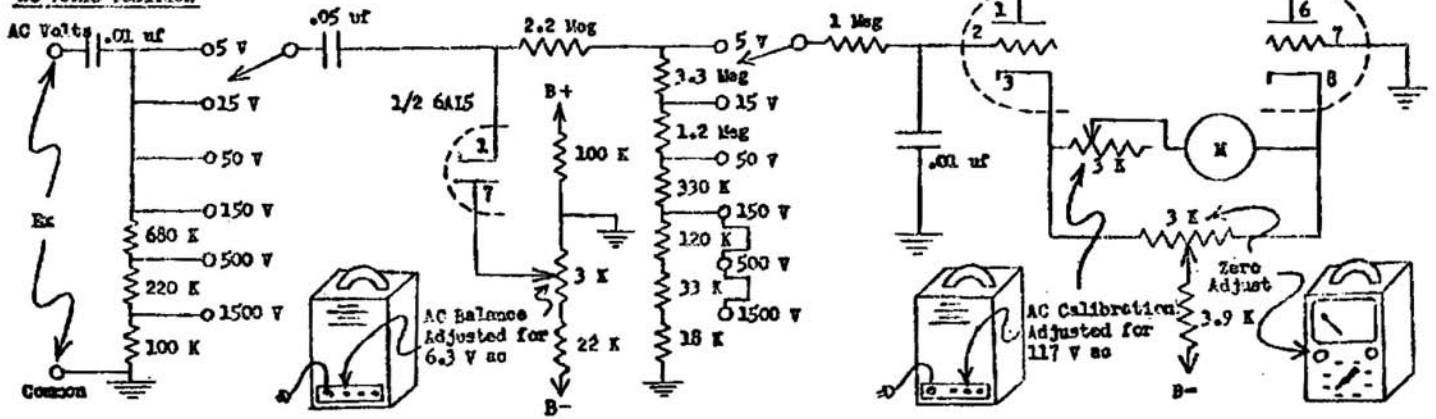 AC Volts
.01 uf
5 V
15 V
50 V
150 V
500 V
1500 V
680 K
220 K
100 K
Ex
Common
.05 uf
1/2 6AL5
1
7
2.2 Meg
B+
100 K
3 K
22 K
B-
AC Balance
Adjusted for
6.3 V ac
5 V
15 V
50 V
150 V
500 V
1500 V
3.3 Meg
1.2 Meg
330 K
120 K
33 K
18 K
1 Meg
.01 uf
1
2
3
6
7
8
3 K
M
3 K
Zero
Adjust
3.9 K
B-
AC Calibration
Adjusted for
117 V ac